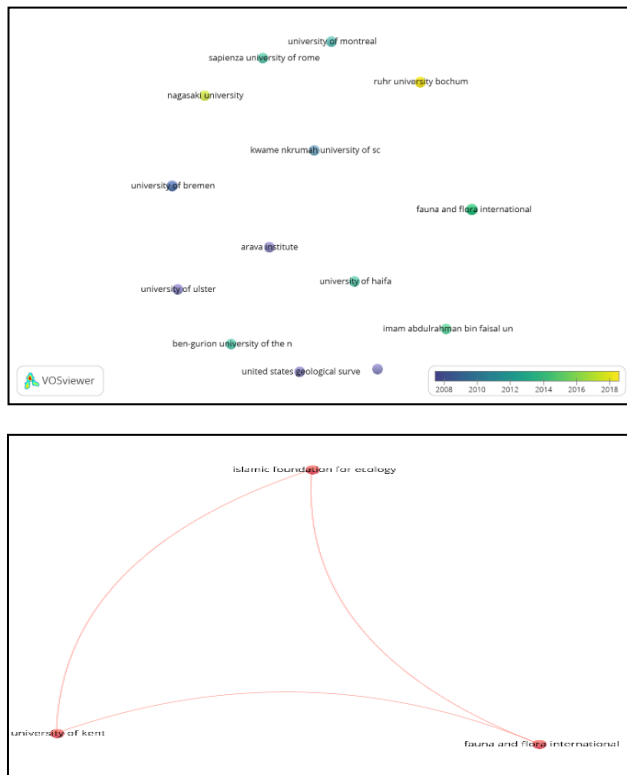 university of montreal
sapienza university of rome
ruhr university bochum
nagasaki university
kwame nkrumah university of sc
university of bremen
fauna and flora international
arava institute
university of haifa
university of ulster
imam abdulrahman bin faisal un
ben-gurion university of the n
united states geological surve
VOSviewer
2008 2010 2012 2014 2016 2018
islamic foundation for ecology
university of kent
fauna and flora international